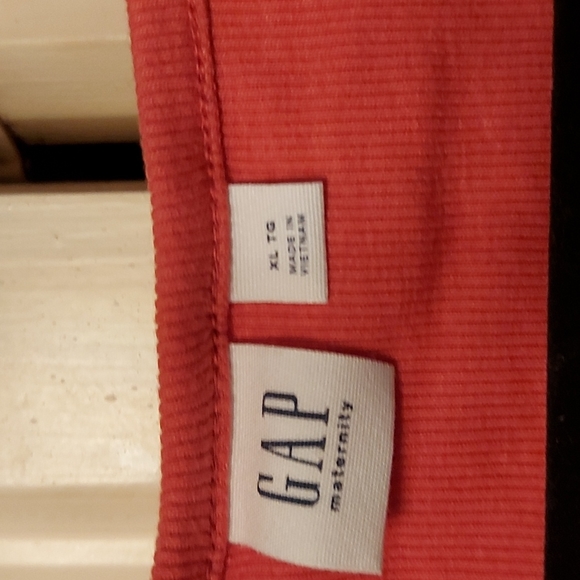 GAP
maternity
XL TG
MADE IN
VIETNAM